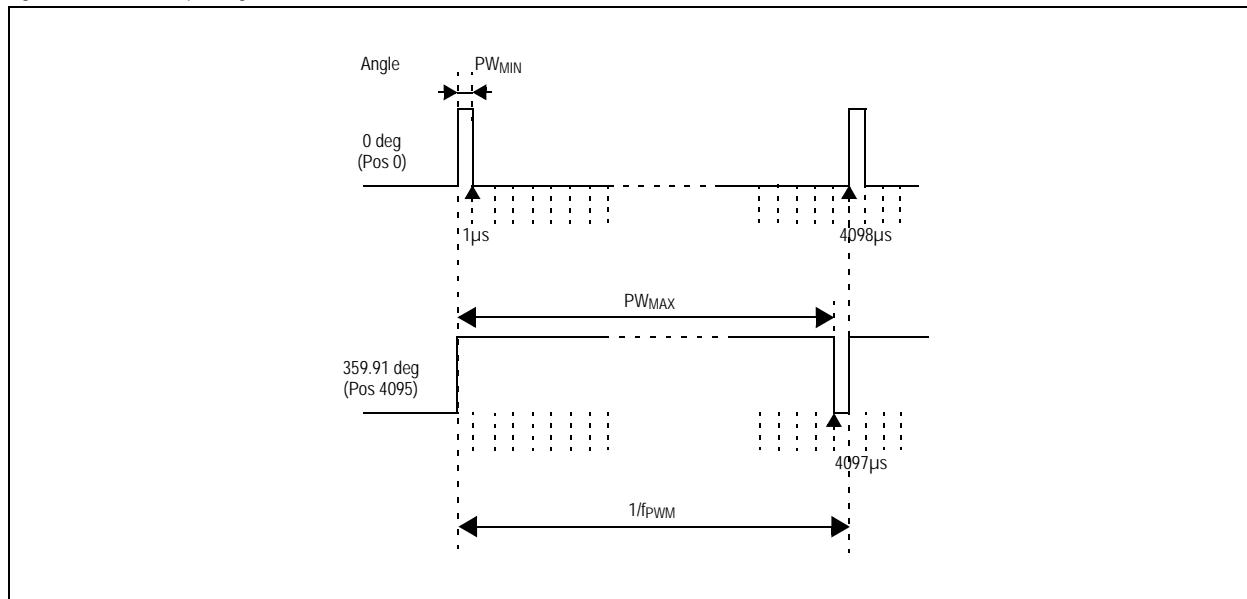 Angle PWMIN
0 deg
(Pos 0)
1µs 4098µs
PWMAX
359.91 deg
(Pos 4095)
4097µs
1/fPWM